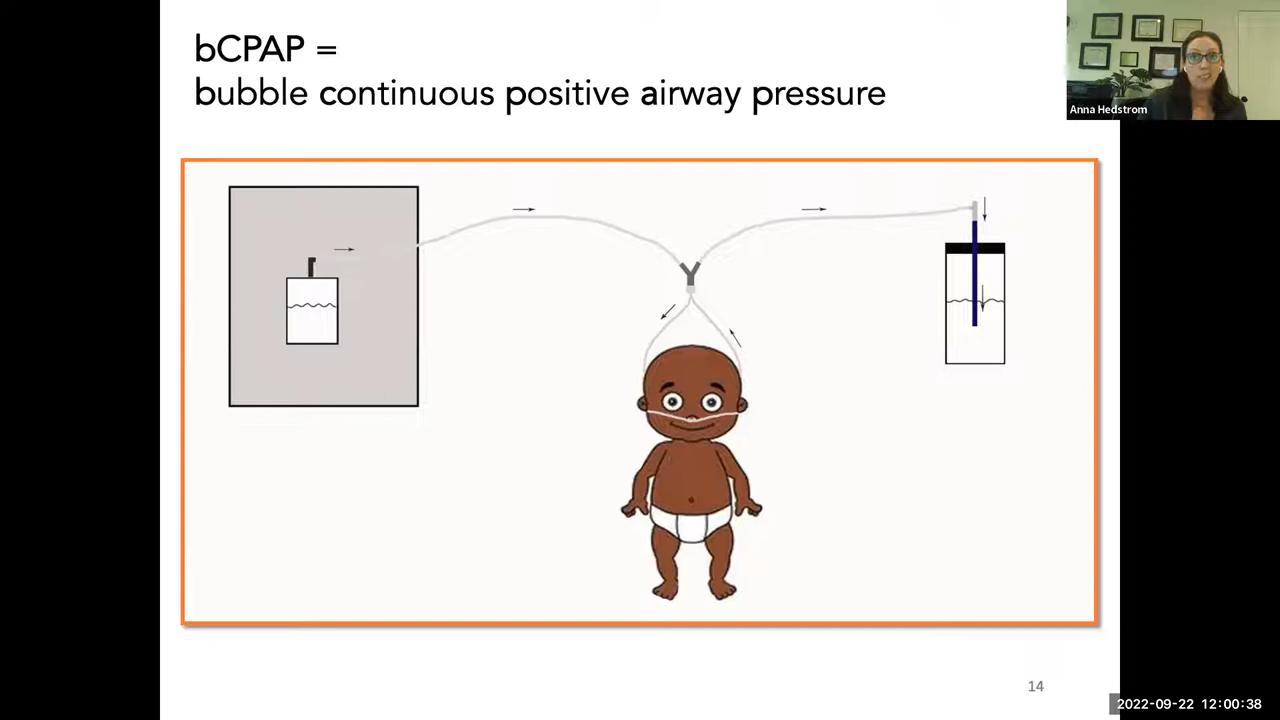 bCPAP =
bubble continuous positive airway pressure
Anna Hedstrom
14
2022-09-22 12:00:38